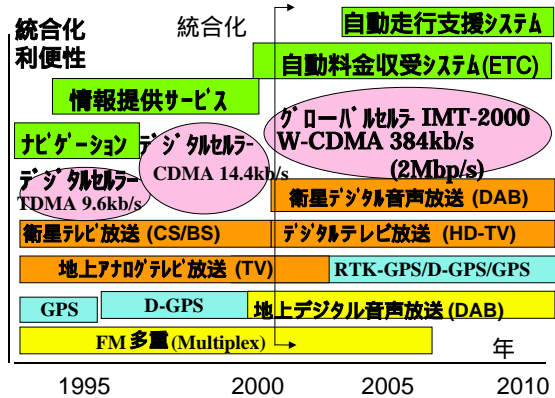 統合化
利便性
統合化
自動走行支援システム
自動料金収受システム(ETC)
情報提供サービス
グローバルセルラ IMT-2000
W-CDMA 384kb/s
(2Mbp/s)
ナビゲーション
デジタルセルラー
CDMA 14.4kb/s
デジタルセルラー
TDMA 9.6kb/s
衛星デジタル音声放送 (DAB)
衛星テレビ放送 (CS/BS)
デジタルテレビ放送 (HD-TV)
地上アナログテレビ放送 (TV)
RTK-GPS/D-GPS/GPS
GPS
D-GPS
地上デジタル音声放送 (DAB)
FM 多重 (Multiplex)
年
1995
2000
2005
2010